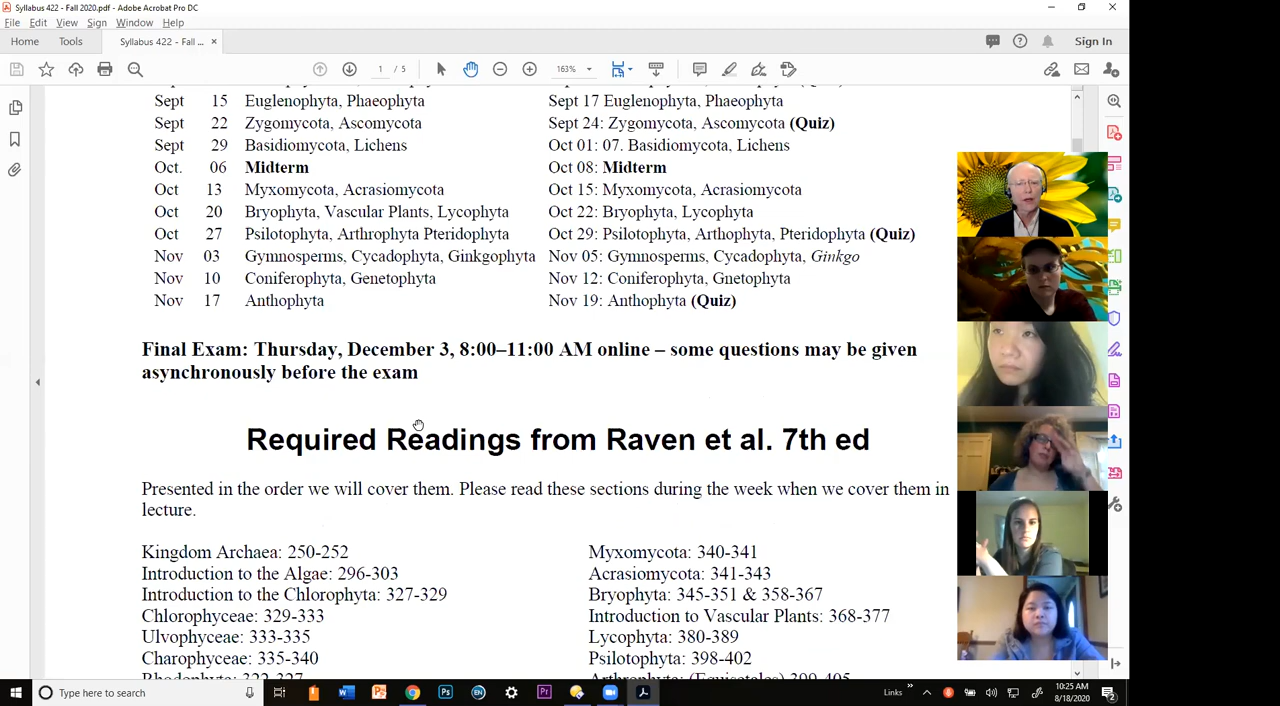 Syllabus 422 - Fall 2020.pdf - Adobe Acrobat Pro DC
File Edit View Sign Window Help
Home Tools Syllabus 422 - Fall ... × Sign In
1 / 5 163%
Sept 15 Euglenophyta, Phaeophyta Sept 17 Euglenophyta, Phaeophyta
Sept 22 Zygomycota, Ascomycota Sept 24: Zygomycota, Ascomycota (Quiz)
Sept 29 Basidiomycota, Lichens Oct 01: 07. Basidiomycota, Lichens
Oct. 06 Midterm Oct 08: Midterm
Oct 13 Myxomycota, Acrasiomycota Oct 15: Myxomycota, Acrasiomycota
Oct 20 Bryophyta, Vascular Plants, Lycophyta Oct 22: Bryophyta, Lycophyta
Oct 27 Psilotophyta, Arthrophyta Pteridophyta Oct 29: Psilotophyta, Arthophyta, Pteridophyta (Quiz)
Nov 03 Gymnosperms, Cycadophyta, Ginkgophyta Nov 05: Gymnosperms, Cycadophyta, Ginkgo
Nov 10 Coniferophyta, Genetophyta Nov 12: Coniferophyta, Gnetophyta
Nov 17 Anthophyta Nov 19: Anthophyta (Quiz)
Final Exam: Thursday, December 3, 8:00–11:00 AM online – some questions may be given
asynchronously before the exam
Required Readings from Raven et al. 7th ed
Presented in the order we will cover them. Please read these sections during the week when we cover them in
lecture.
Kingdom Archaea: 250-252 Myxomycota: 340-341
Introduction to the Algae: 296-303 Acrasiomycota: 341-343
Introduction to the Chlorophyta: 327-329 Bryophyta: 345-351 & 358-367
Chlorophyceae: 329-333 Introduction to Vascular Plants: 368-377
Ulvophyceae: 333-335 Lycophyta: 380-389
Charophyceae: 335-340 Psilotophyta: 398-402
Type here to search Links 10:25 AM
8/18/2020